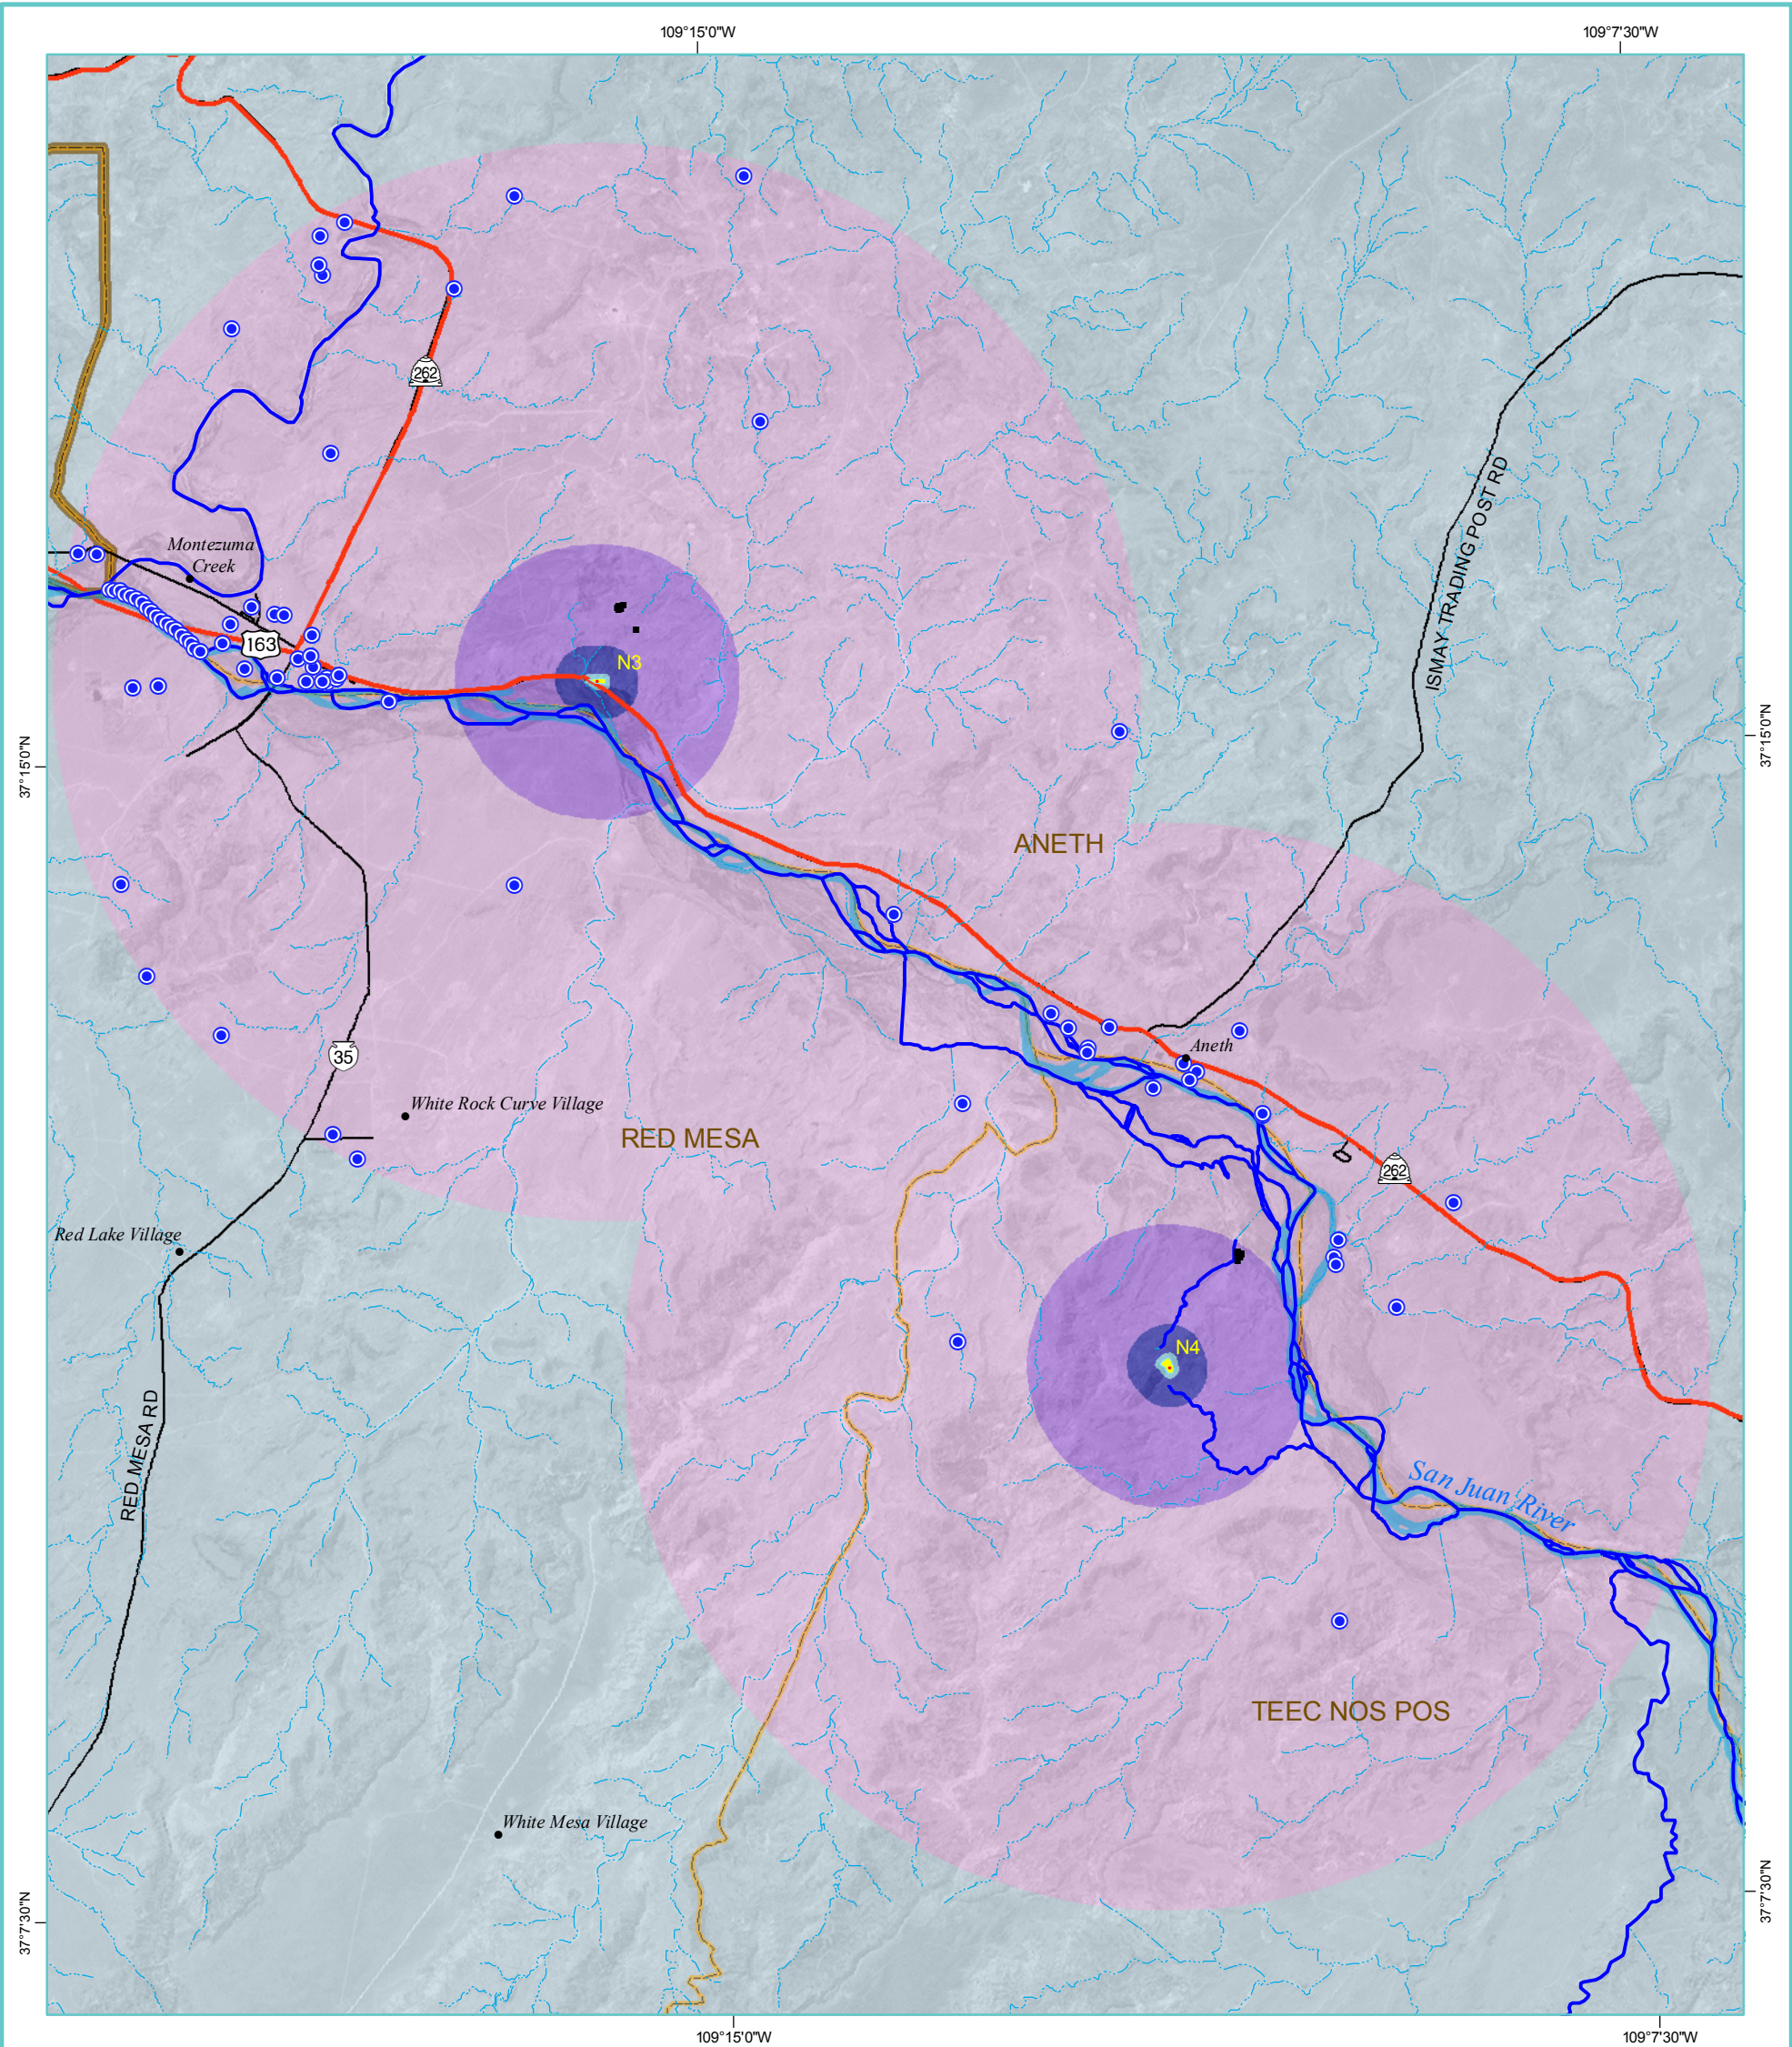 109°15'0"W
109°7'30"W
262
Montezuma
Creek
163
N3
ISMAY TRADING POST RD
37°15'0"N
37°15'0"N
ANETH
35
Aneth
White Rock Curve Village
RED MESA
262
Red Lake Village
N4
RED MESA RD
San Juan River
TEEC NOS POS
White Mesa Village
37°7'30"N
37°7'30"N
109°15'0"W
109°7'30"W